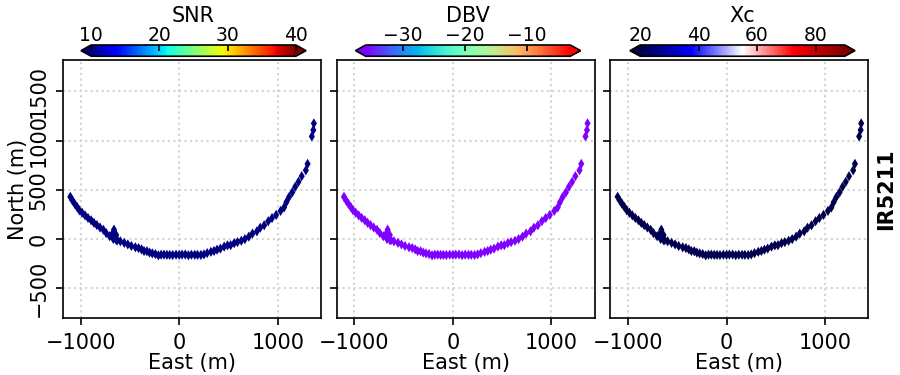 SNR DBV Xc
10 20 30 40 −30 −20 −10 20 40 60 80
North (m)
1500
1000
500
0
−500
−1000 0 1000 −1000 0 1000 −1000 0 1000
East (m) East (m) East (m)
IR5211